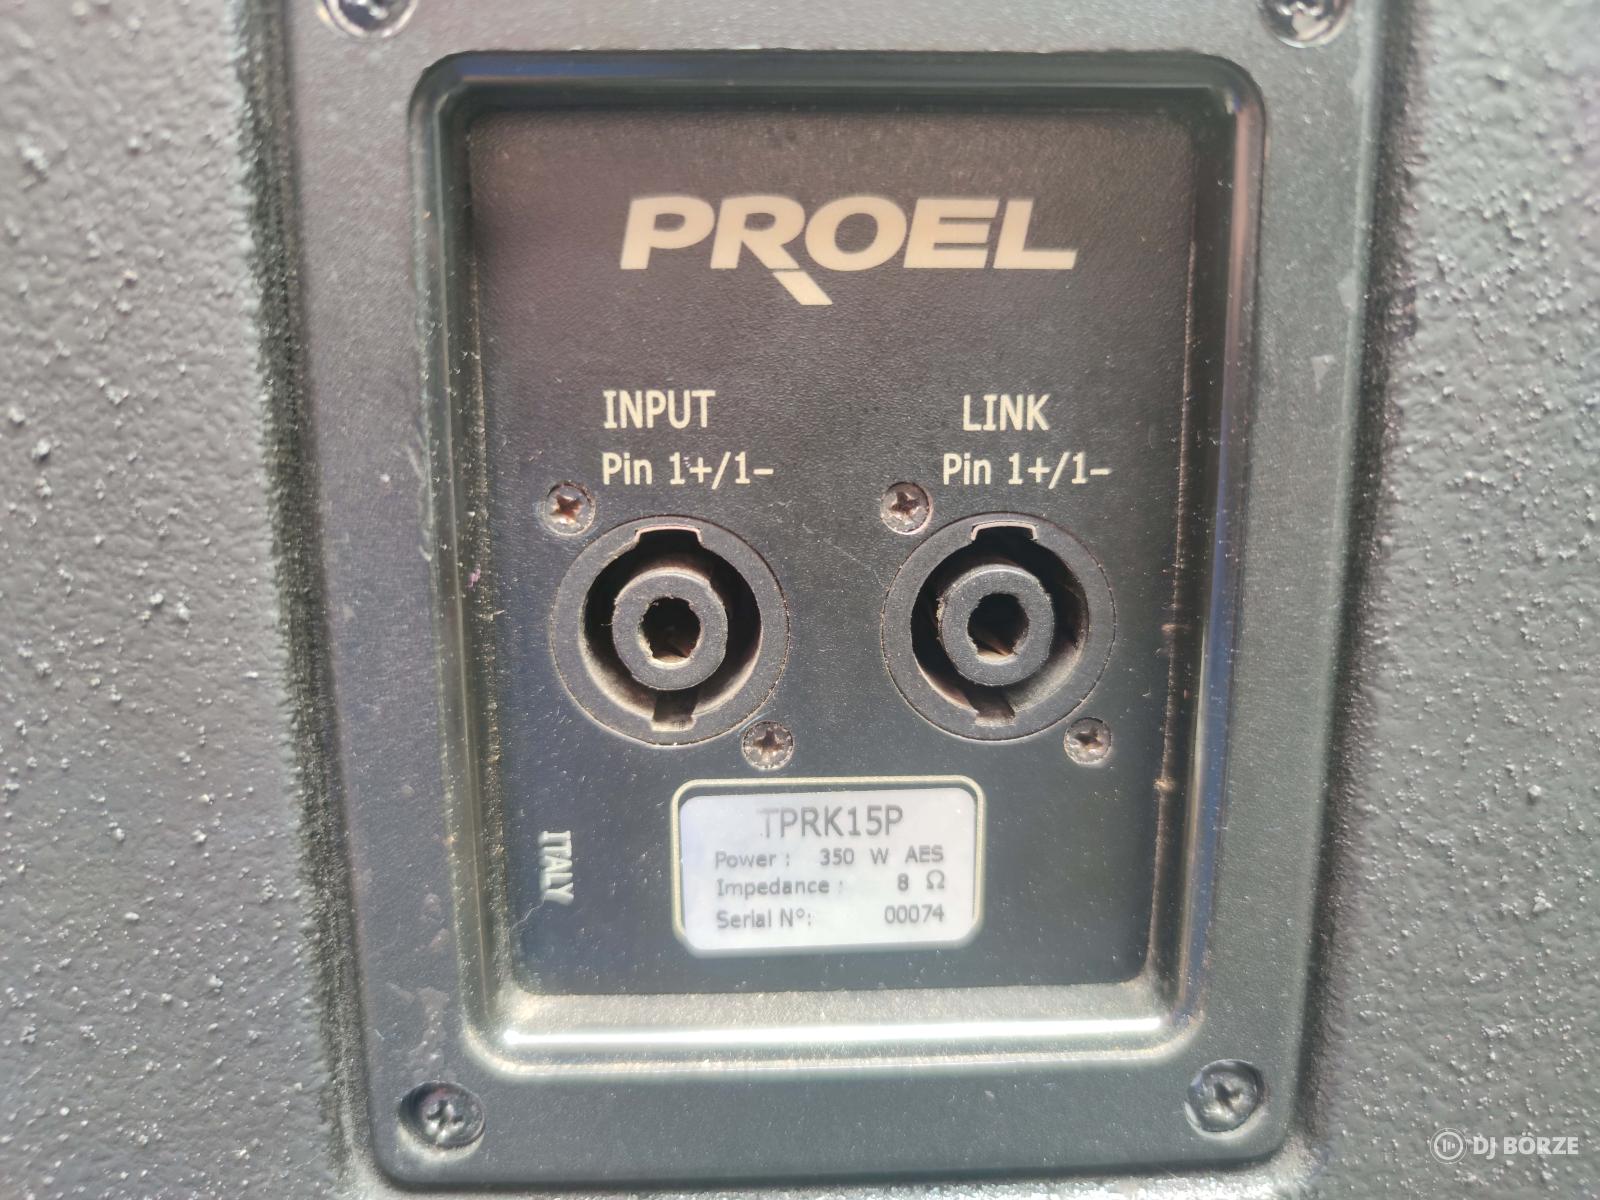 PROEL
INPUT
Pin 1+/1−
LINK
Pin 1+/1−
TPRK15P
Power : 350 W AES
Impedance : 8 Ω
Serial N°: 00074
ITALY
DJ BÖRZE